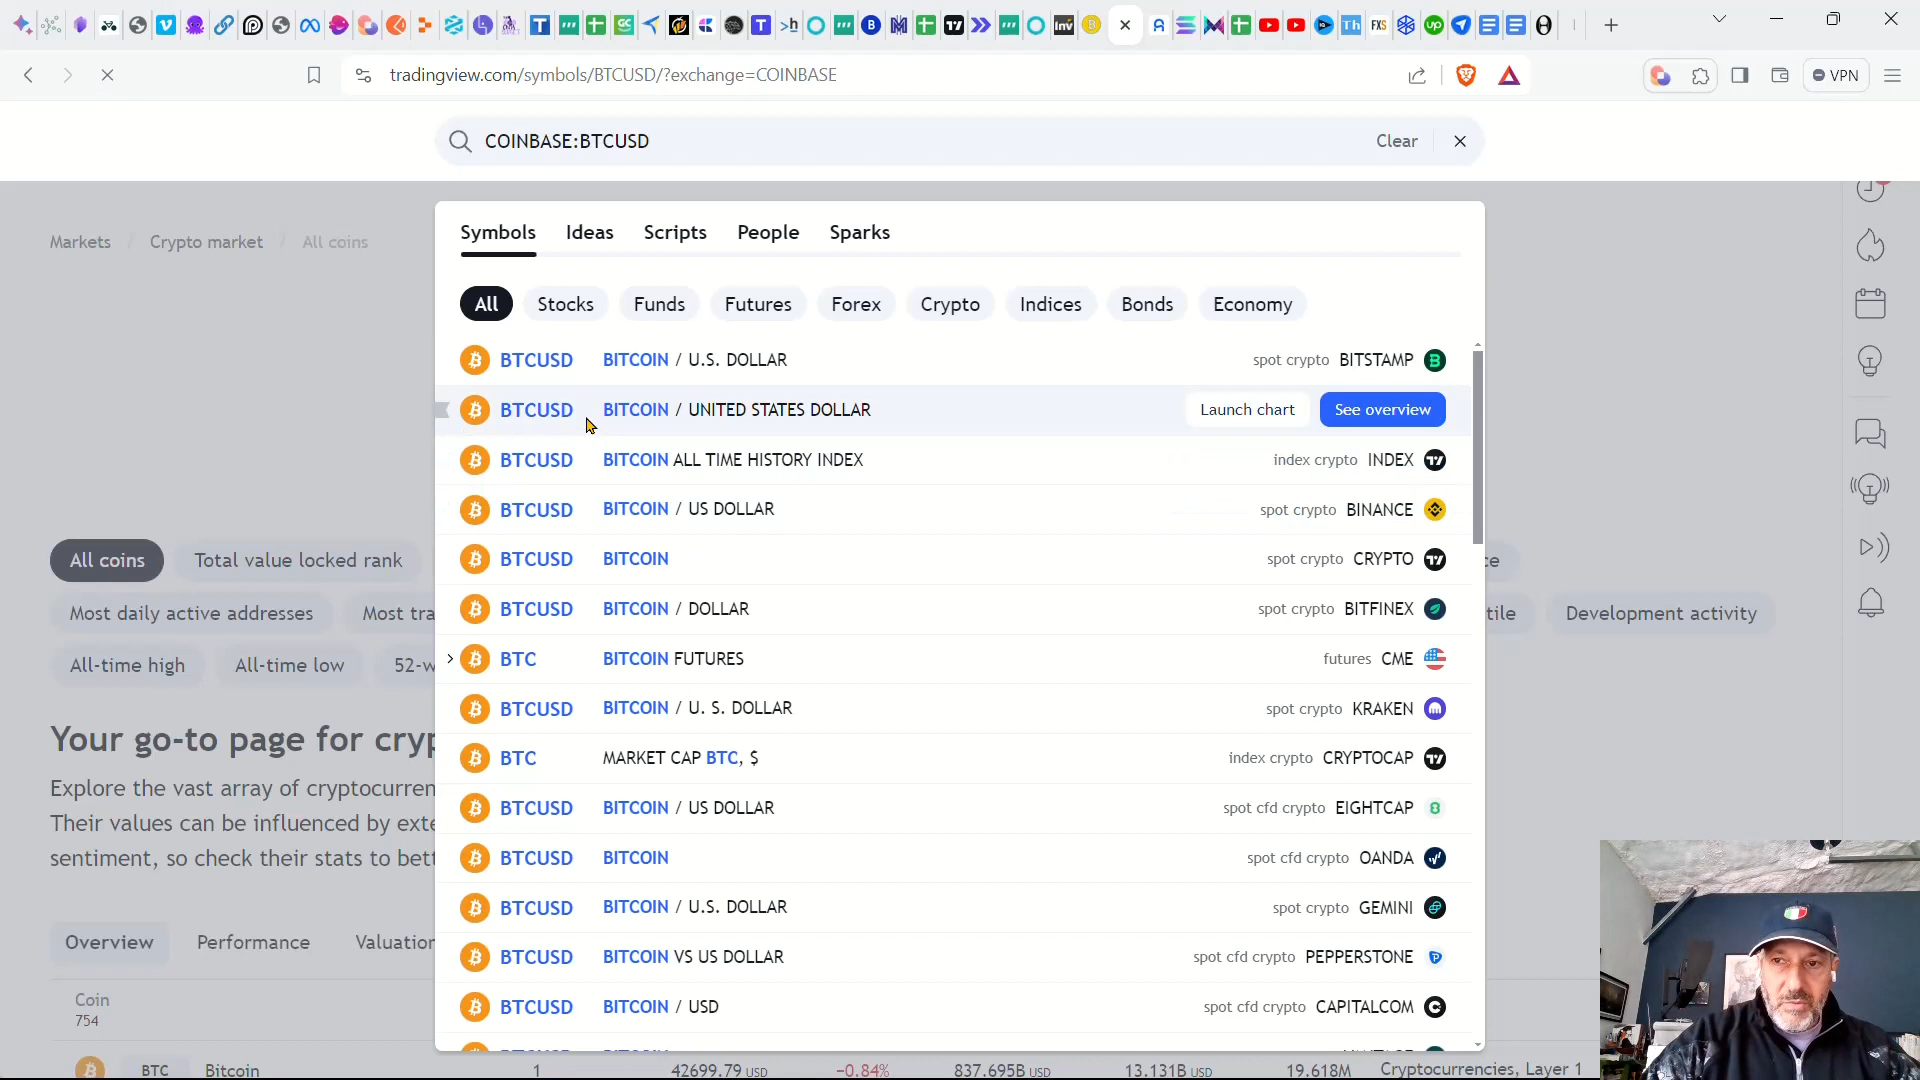 tradingview.com/symbols/BTCUSD/?exchange=COINBASE
VPN
COINBASE:BTCUSD
Clear
Markets / Crypto market / All coins
Symbols Ideas Scripts People Sparks
All Stocks Funds Futures Forex Crypto Indices Bonds Economy
BTCUSD BITCOIN / U.S. DOLLAR spot crypto BITSTAMP
BTCUSD BITCOIN / UNITED STATES DOLLAR Launch chart See overview
BTCUSD BITCOIN ALL TIME HISTORY INDEX index crypto INDEX
BTCUSD BITCOIN / US DOLLAR spot crypto BINANCE
BTCUSD BITCOIN spot crypto CRYPTO
BTCUSD BITCOIN / DOLLAR spot crypto BITFINEX
BTC BITCOIN FUTURES futures CME
BTCUSD BITCOIN / U. S. DOLLAR spot crypto KRAKEN
BTC MARKET CAP BTC, $ index crypto CRYPTOCAP
BTCUSD BITCOIN / US DOLLAR spot cfd crypto EIGHTCAP
BTCUSD BITCOIN spot cfd crypto OANDA
BTCUSD BITCOIN / U.S. DOLLAR spot crypto GEMINI
BTCUSD BITCOIN VS US DOLLAR spot cfd crypto PEPPERSTONE
BTCUSD BITCOIN / USD spot cfd crypto CAPITALCOM
All coins Total value locked rank ce
Most daily active addresses Most tra tile Development activity
All-time high All-time low 52-w
Your go-to page for cryp
Explore the vast array of cryptocurren
Their values can be influenced by exte
sentiment, so check their stats to bett
Overview Performance Valuation
Coin
754
BTC Bitcoin 1 42699.79 USD −0.84% 837.695B USD 13.131B USD 19.618M Cryptocurrencies, Layer 1